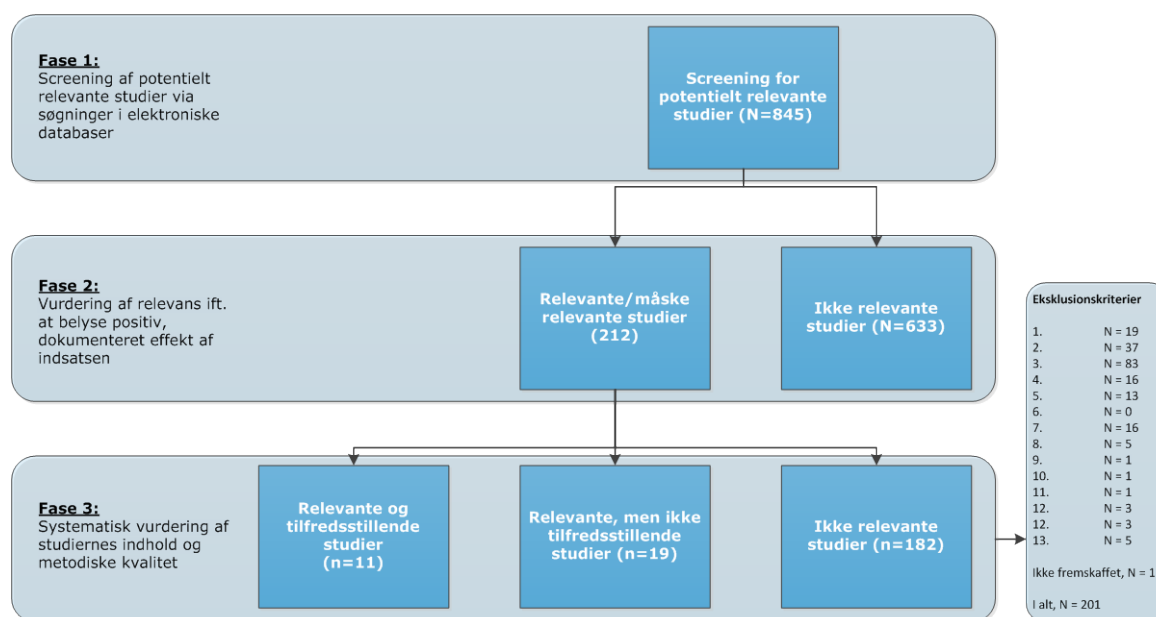 Fase 1:
Screening af potentielt
relevante studier via
søgninger i elektroniske
databaser
Screening for
potentielt relevante
studier (N=845)
Fase 2:
Vurdering af relevans ift.
at belyse positiv,
dokumenteret effekt af
indsatsen
Relevante/måske
relevante studier
(212)
Ikke relevante
studier (N=633)
Fase 3:
Systematisk vurdering af
studiernes indhold og
metodiske kvalitet
Relevante og
tilfredsstillende
studier
(n=11)
Relevante, men ikke
tilfredsstillende
studier (n=19)
Ikke relevante
studier (n=182)
Eksklusionskriterier
1. N = 19
2. N = 37
3. N = 83
4. N = 16
5. N = 13
6. N = 0
7. N = 16
8. N = 5
9. N = 1
10. N = 1
11. N = 1
12. N = 3
12. N = 3
13. N = 5
Ikke fremskaffet, N = 1
I alt, N = 201